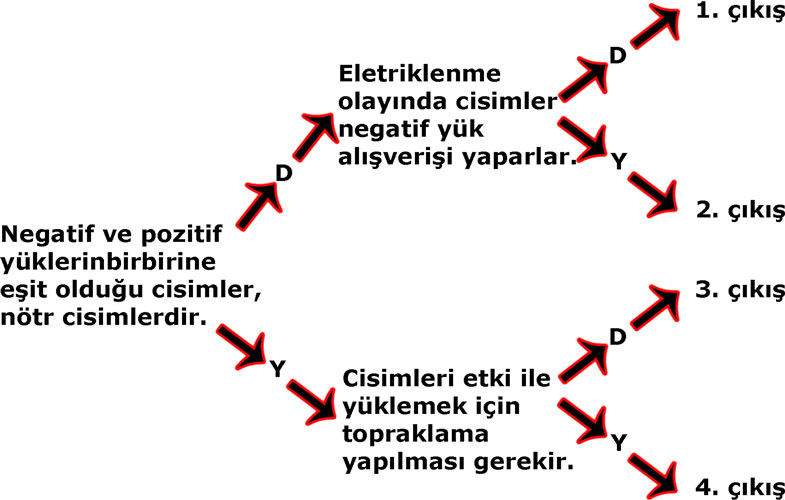 1. çıkış
D
Eletriklenme
olayında cisimler
negatif yük
alışverişi yaparlar.
D
Y
2. çıkış
Negatif ve pozitif
yüklerinbirbirine
eşit olduğu cisimler,
nötr cisimlerdir.
3. çıkış
D
Y
Cisimleri etki ile
yüklemek için
topraklama
yapılması gerekir.
Y
4. çıkış